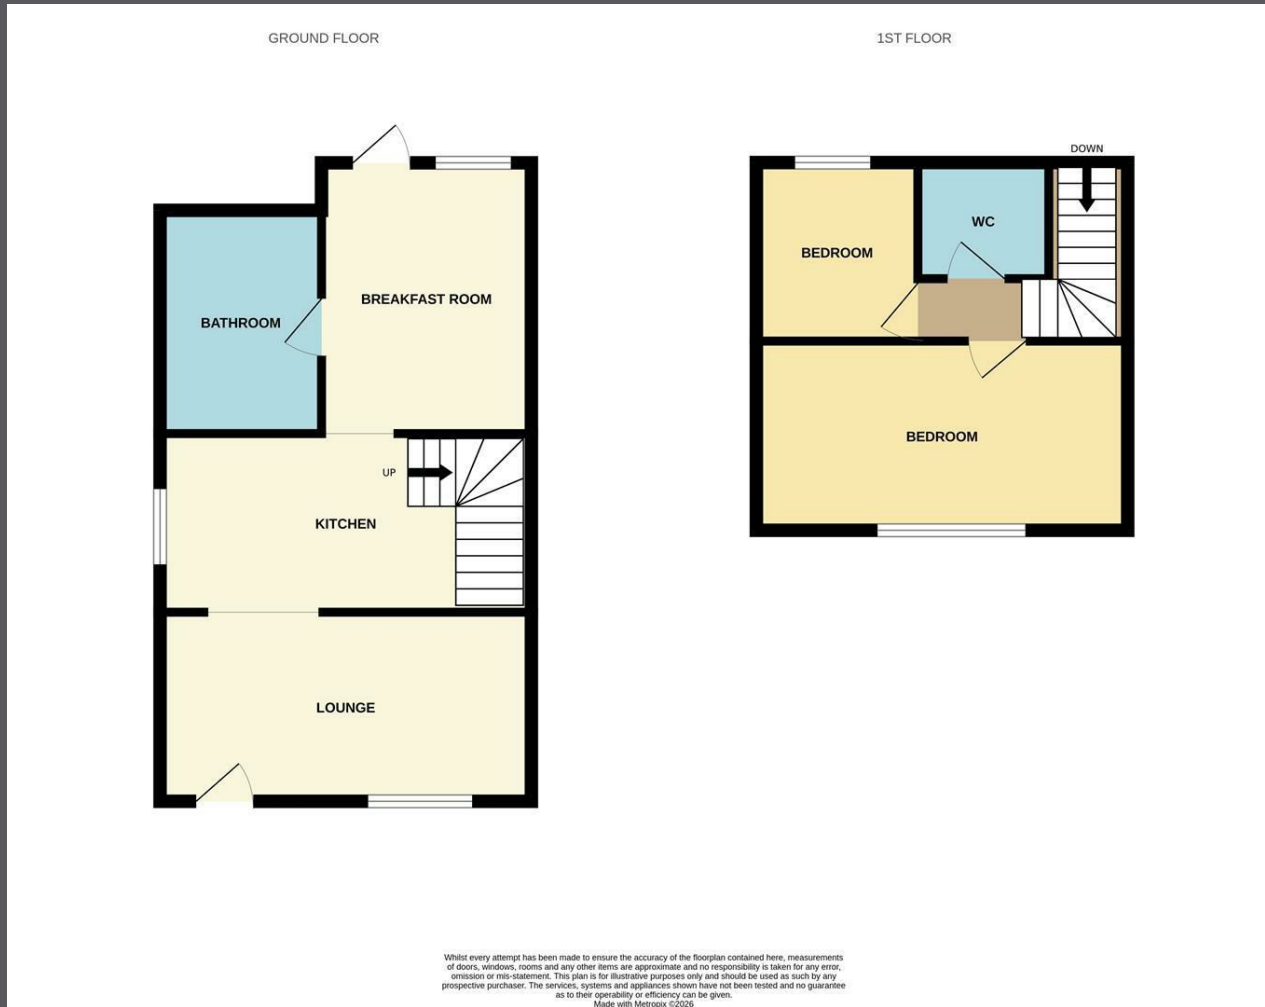 GROUND FLOOR
1ST FLOOR
DOWN
WC
BEDROOM
BREAKFAST ROOM
BATHROOM
BEDROOM
UP
KITCHEN
LOUNGE
Whilst every attempt has been made to ensure the accuracy of the floorplan contained here, measurements
of doors, windows, rooms and any other items are approximate and no responsibility is taken for any error,
omission or mis-statement. This plan is for illustrative purposes only and should be used as such by any
prospective purchaser. The services, systems and appliances shown have not been tested and no guarantee
as to their operability or efficiency can be given.
Made with Metropix ©2026